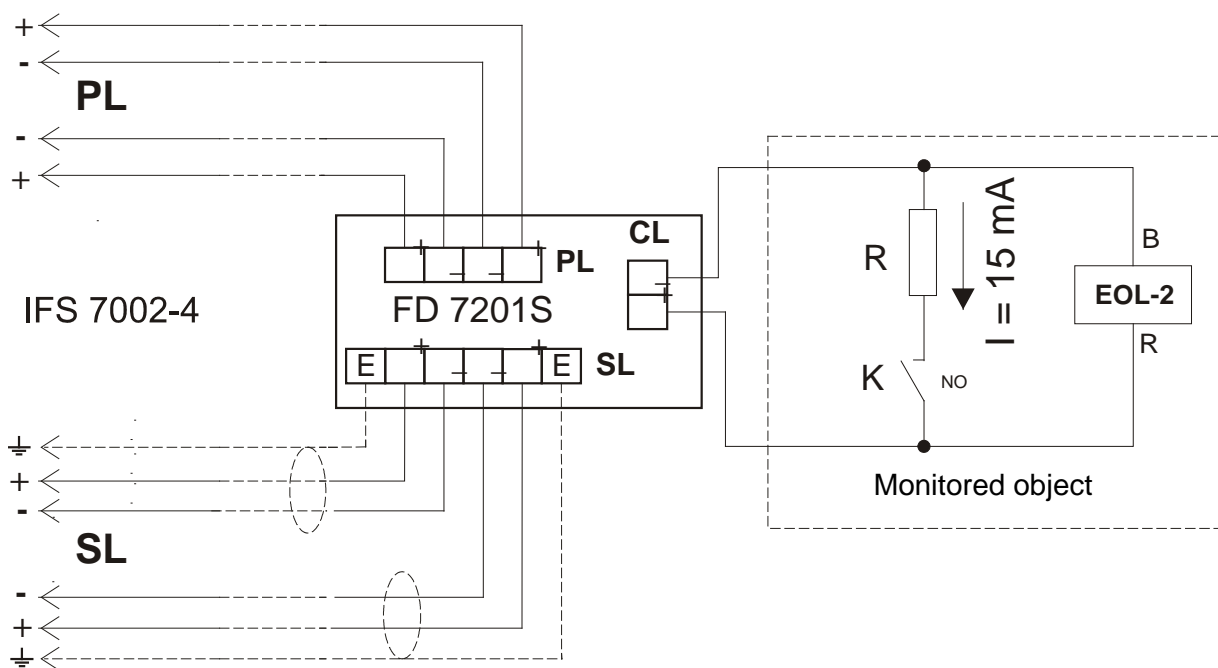 +
-
PL
-
+
IFS 7002-4
+ - - +
PL
FD 7201S
CL
-
+
+ - - +
E E
SL
+
-
SL
-
+
R
I = 15 mA
K
NO
B
EOL-2
R
Monitored object